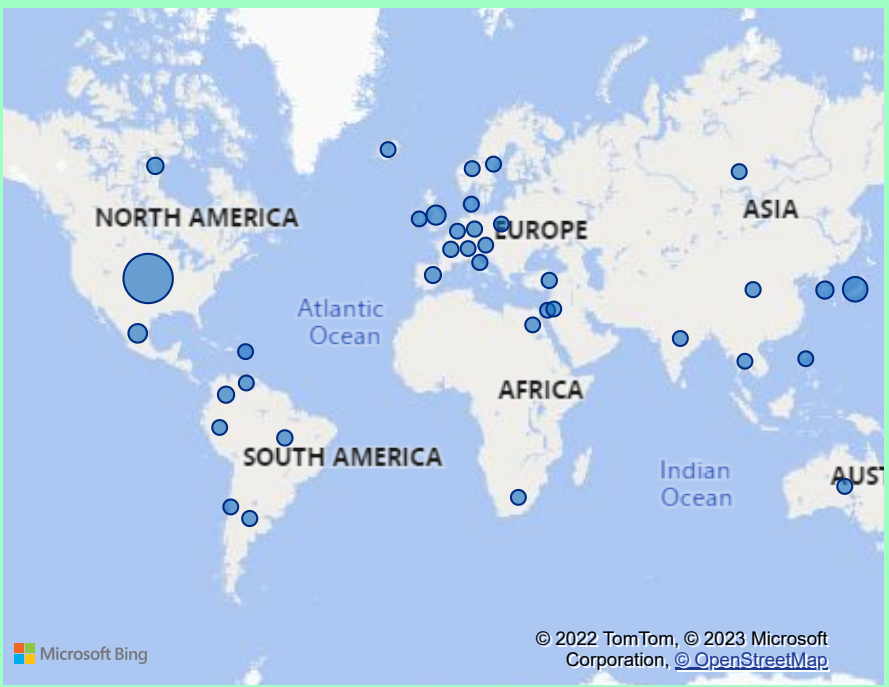 NORTH AMERICA
ASIA
EUROPE
Atlantic
Ocean
AFRICA
SOUTH AMERICA
Indian
Ocean
AUST
Microsoft Bing
© 2022 TomTom, © 2023 Microsoft
Corporation, © OpenStreetMap